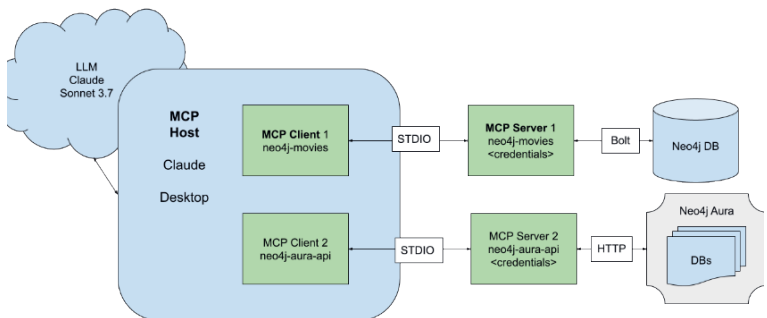 LLM
Claude
Sonnet 3.7
MCP
Host
Claude
Desktop
MCP Client 1
neo4j-movies
STDIO
MCP Server 1
neo4j-movies
<credentials>
Bolt
Neo4j DB
MCP Client 2
neo4j-aura-api
STDIO
MCP Server 2
neo4j-aura-api
<credentials>
HTTP
Neo4j Aura
DBs